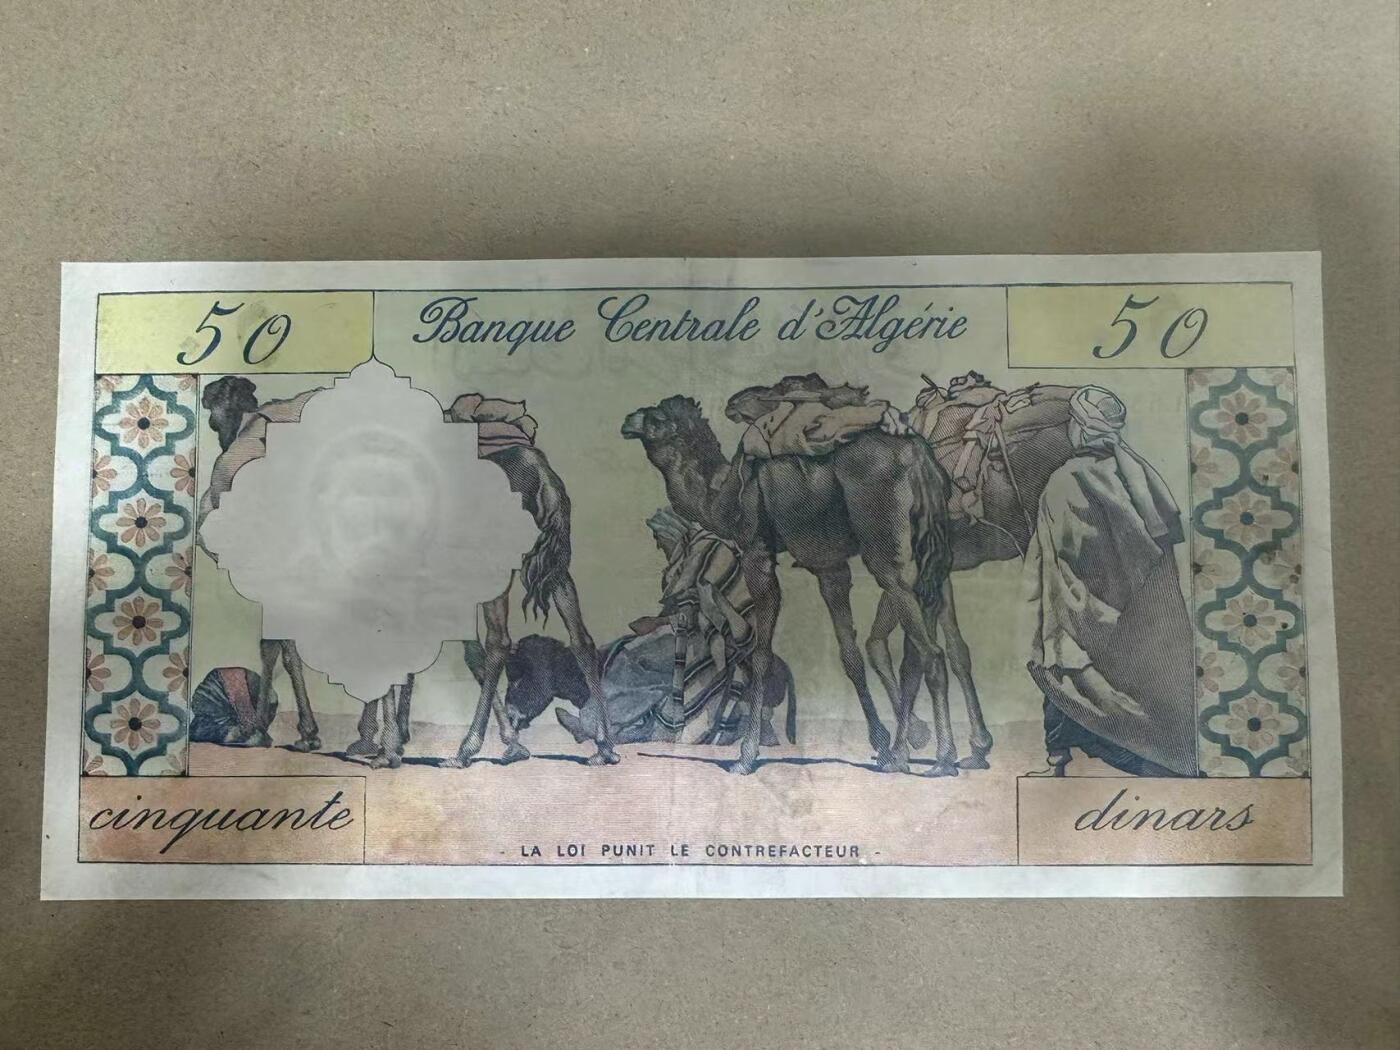 50
Banque Centrale d'Algérie
50
cinquante
dinars
- LA LOI PUNIT LE CONTREFACTEUR -